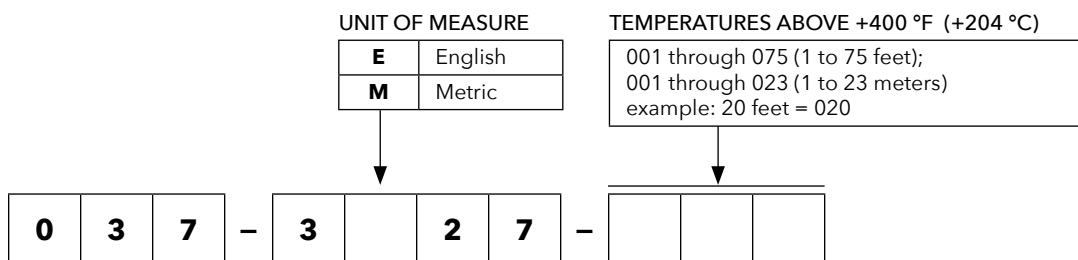 UNIT OF MEASURE
E English
M Metric
TEMPERATURES ABOVE +400 °F (+204 °C)
001 through 075 (1 to 75 feet);
001 through 023 (1 to 23 meters)
example: 20 feet = 020
0 3 7 – 3 2 7 –